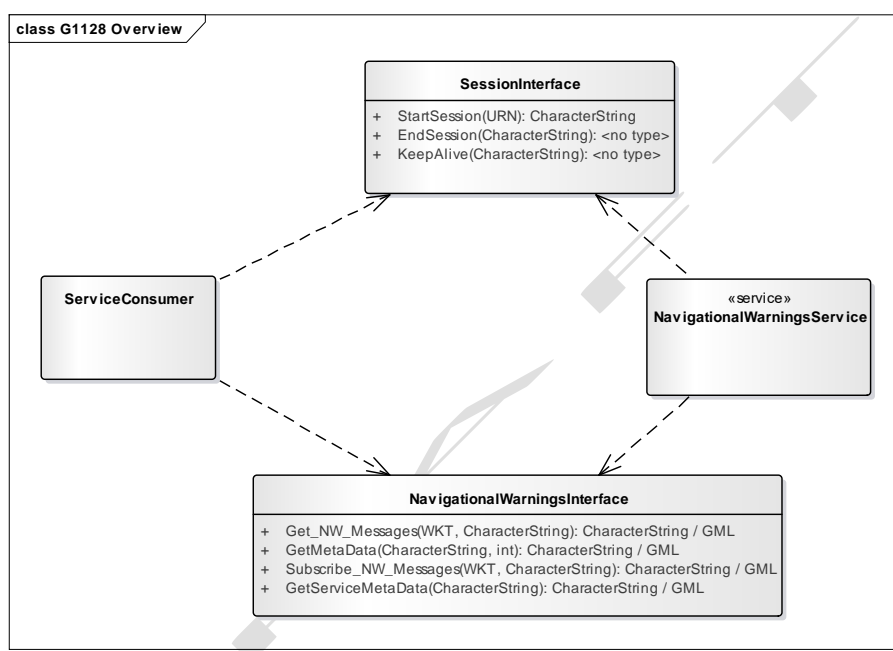 class G1128 Overview
SessionInterface
+ StartSession(URN): CharacterString
+ EndSession(CharacterString): <no type>
+ KeepAlive(CharacterString): <no type>
ServiceConsumer
«service»
NavigationalWarningsService
NavigationalWarningsInterface
+ Get_NW_Messages(WKT, CharacterString): CharacterString / GML
+ GetMetaData(CharacterString, int): CharacterString / GML
+ Subscribe_NW_Messages(WKT, CharacterString): CharacterString / GML
+ GetServiceMetaData(CharacterString): CharacterString / GML